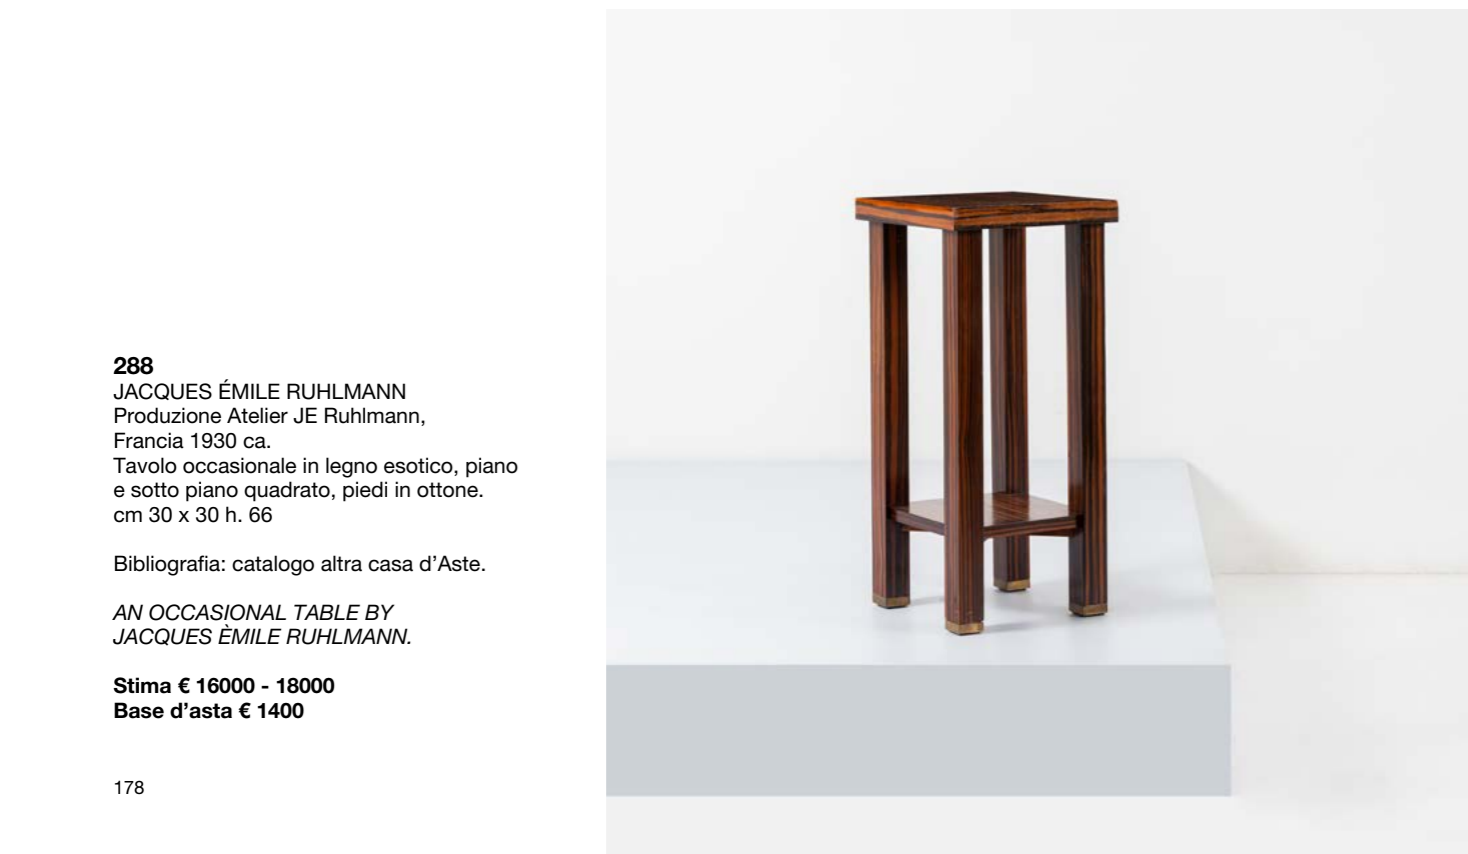 288
JACQUES ÉMILE RUHLMANN
Produzione Atelier JE Ruhlmann,
Francia 1930 ca.
Tavolo occasionale in legno esotico, piano
e sotto piano quadrato, piedi in ottone.
cm 30 x 30 h. 66
Bibliografia: catalogo altra casa d’Aste.
AN OCCASIONAL TABLE BY
JACQUES ÈMILE RUHLMANN.
Stima € 16000 - 18000
Base d’asta € 1400
178